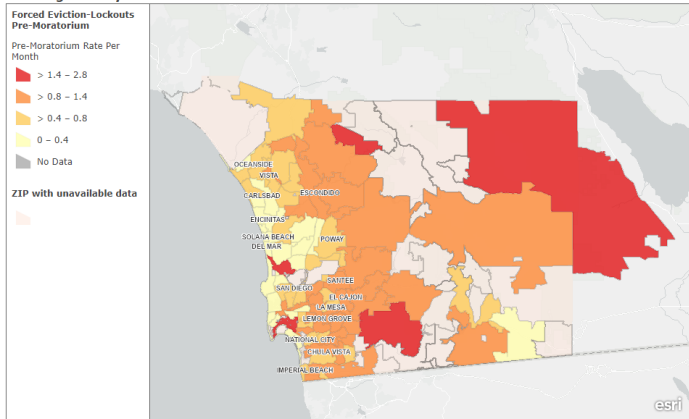 Forced Eviction-Lockouts
Pre-Moratorium
Pre-Moratorium Rate Per
Month
> 1.4 – 2.8
> 0.8 – 1.4
> 0.4 – 0.8
0 – 0.4
No Data
ZIP with unavailable data
OCEANSIDE
VISTA
CARLSBAD
ESCONDIDO
ENCINITAS
SOLANA BEACH
DEL MAR
POWAY
SANTEE
SAN DIEGO
EL CAJON
LA MESA
LEMON GROVE
NATIONAL CITY
CHULA VISTA
IMPERIAL BEACH
esri